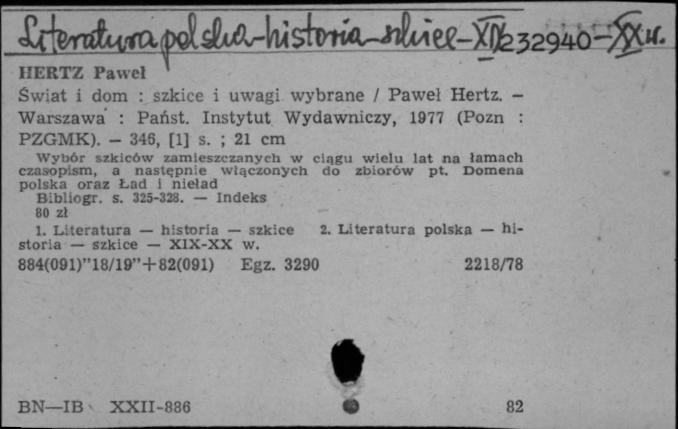 Literatura polska-historia-szkice-XIX 232940-XX w.
HERTZ Paweł
Świat i dom : szkice i uwagi wybrane / Paweł Hertz. –
Warszawa : Państ. Instytut Wydawniczy, 1977 (Pozn :
PZGMK). – 346, [1] s. ; 21 cm
Wybór szkiców zamieszczanych w ciągu wielu lat na łamach
czasopism, a następnie włączonych do zbiorów pt. Domena
polska oraz Ład i nieład
Bibliogr. s. 325-328. — Indeks
80 zł
1. Literatura — historia — szkice 2. Literatura polska — hi-
storia — szkice — XIX-XX w.
884(091)"18/19"+82(091) Egz. 3290 2218/78
BN—IB XXII-886 82